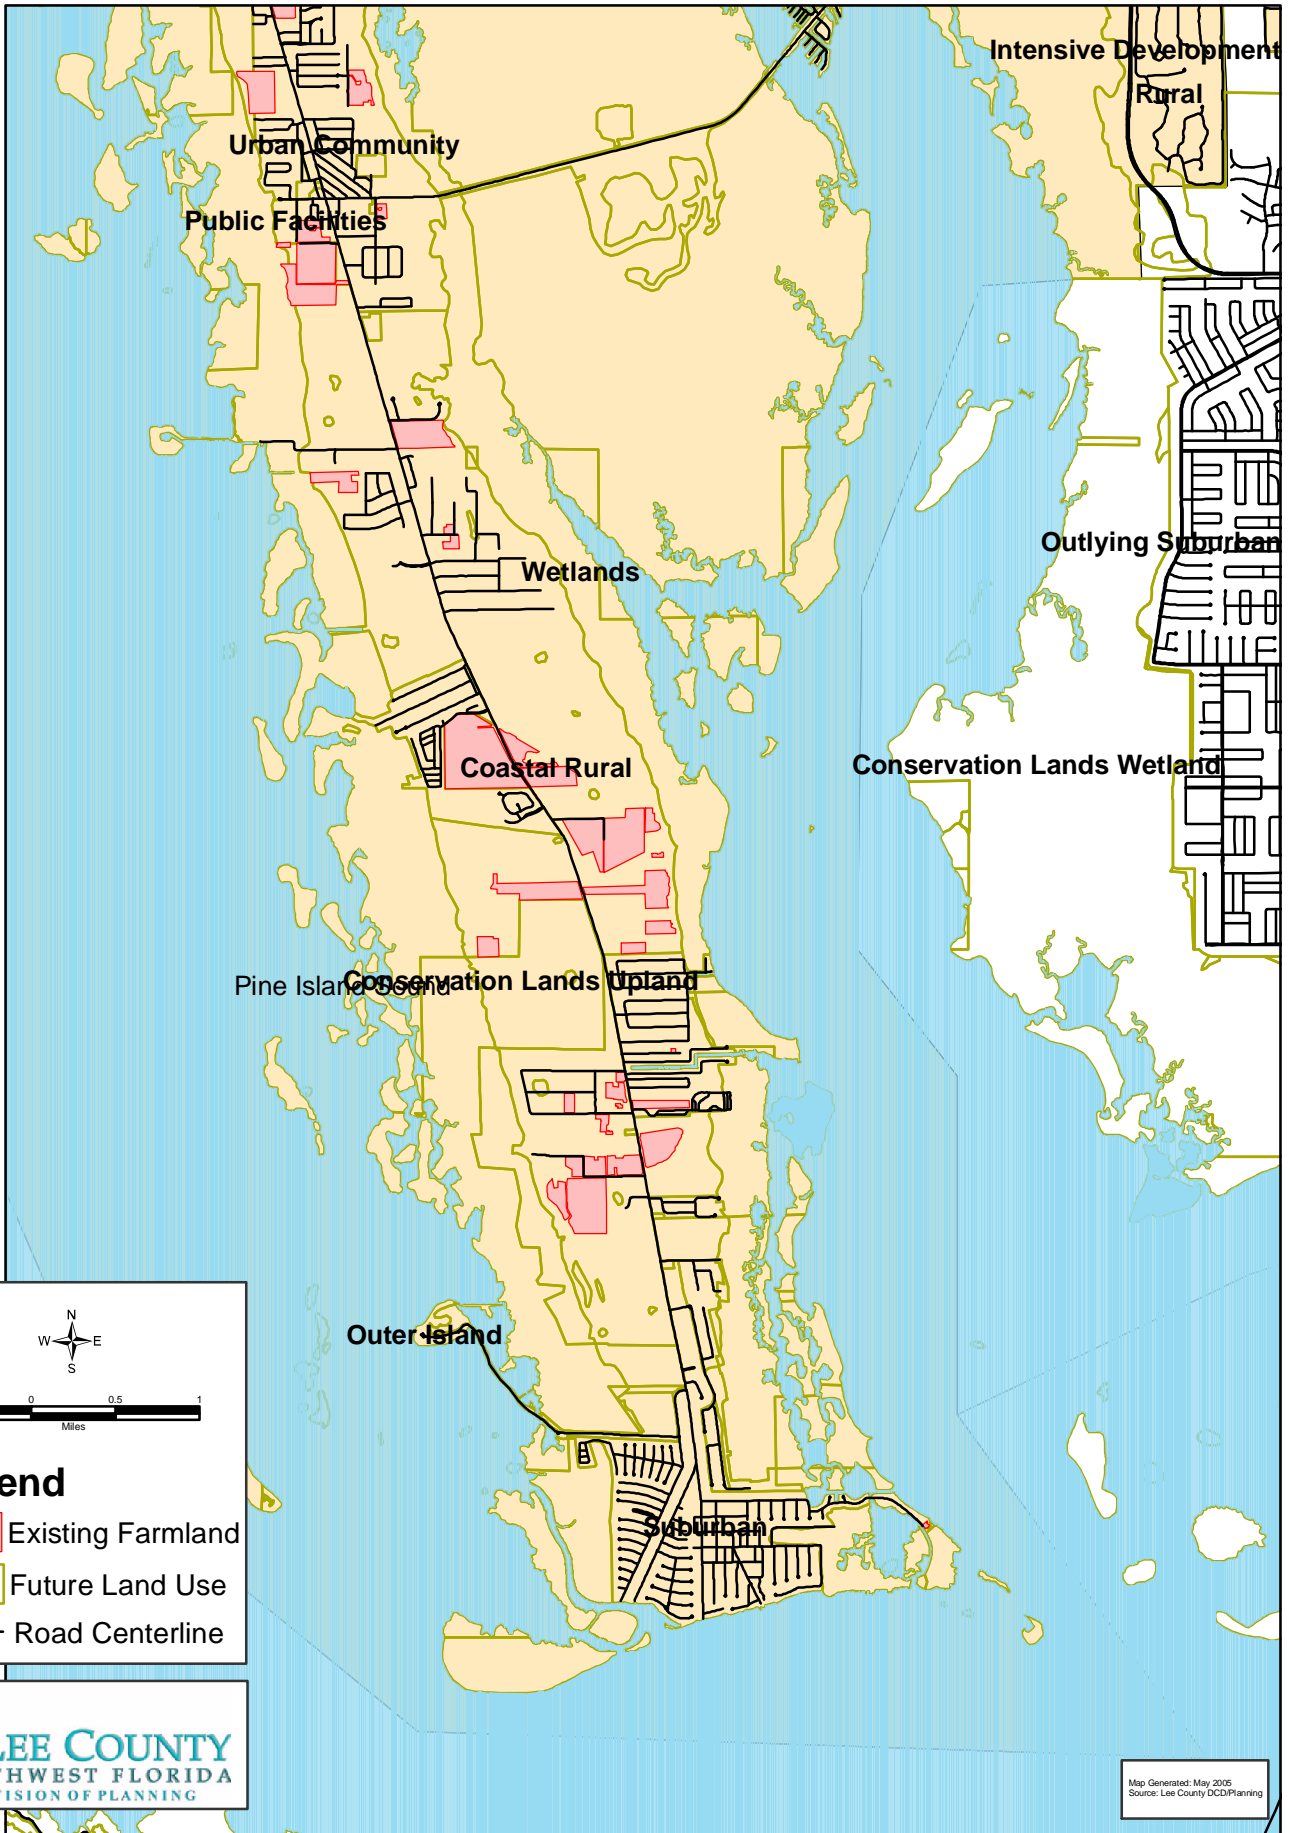 Intensive Development
Rural
Urban Community
Public Facilities
Outlying Suburban
Wetlands
Coastal Rural
Conservation Lands Wetland
Pine Island Sound
Conservation Lands Upland
Outer Island
Suburban
N
W E
S
0 0.5 1
Miles
end
Existing Farmland
Future Land Use
Road Centerline
LEE COUNTY
THWEST FLORIDA
VISION OF PLANNING
Map Generated: May 2005
Source: Lee County DCD/Planning